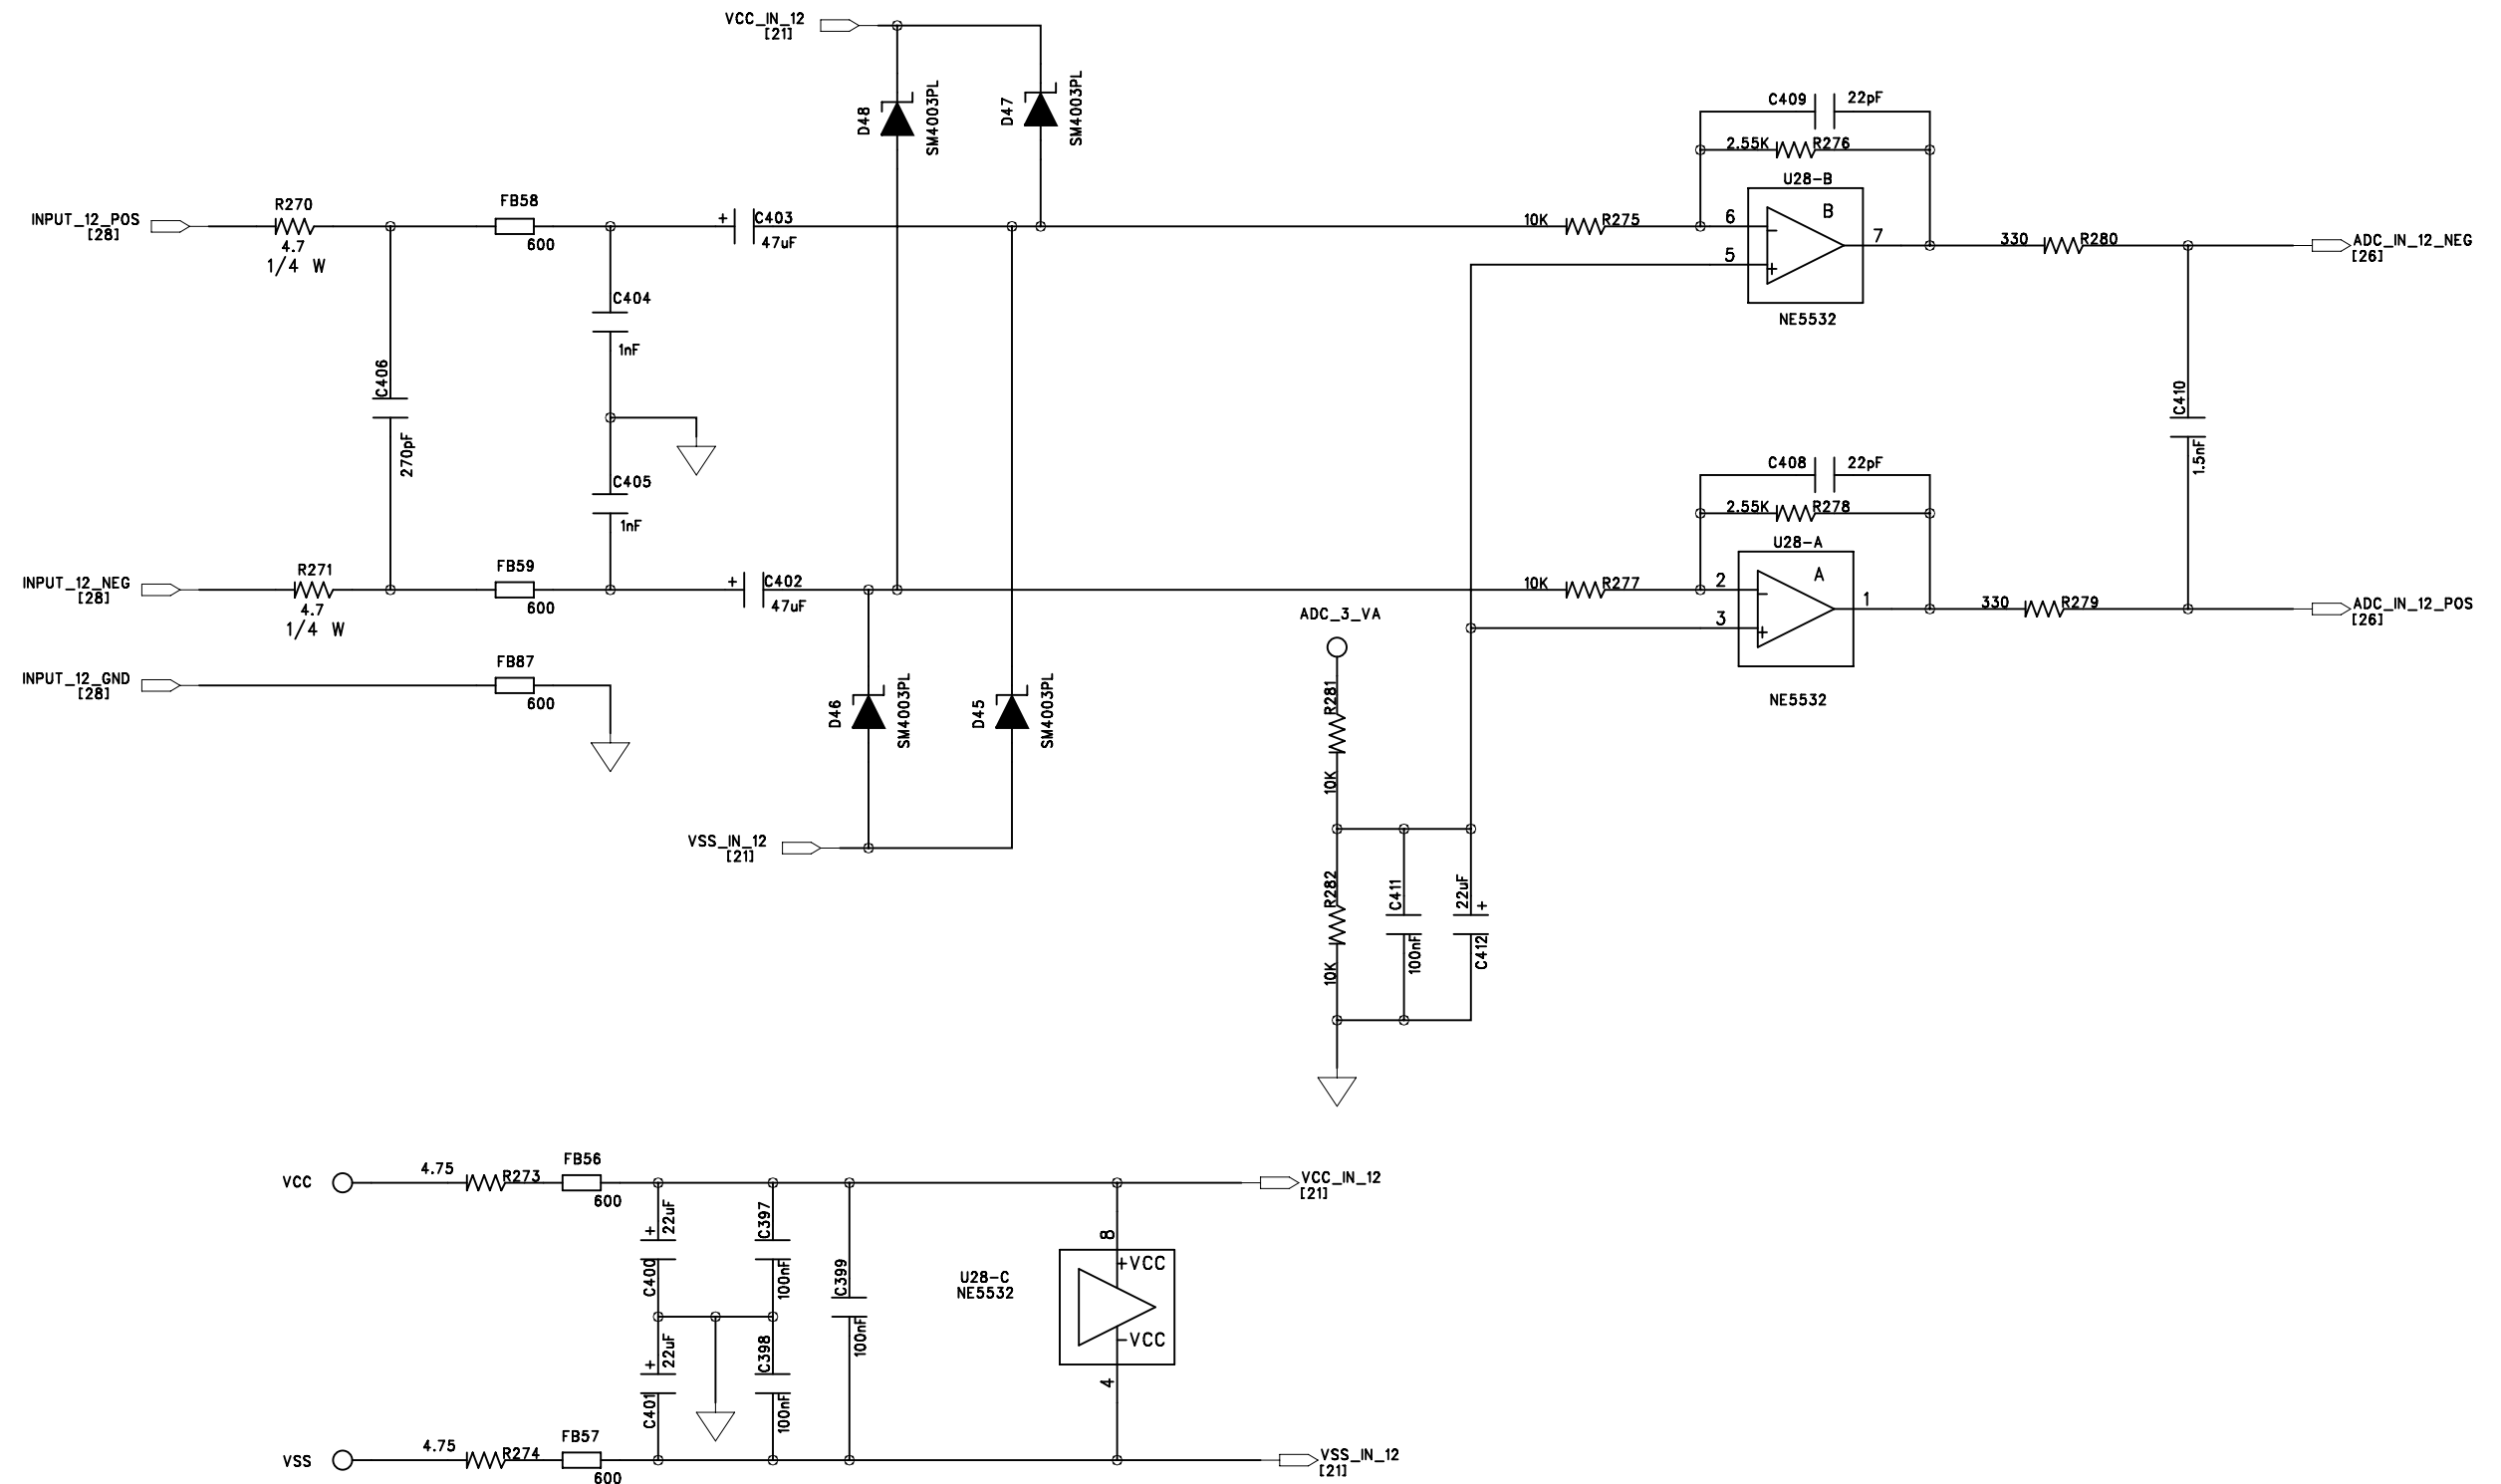 VCC_IN_12
[21]
D48
SM4003PL
D47
SM4003PL
C409
22pF
2.55K
R276
U28-B
B
INPUT_12_POS
[28]
R270
4.7
1/4 W
FB58
600
+
C403
47uF
10K
R275
6
5
−
+
7
NE5532
330
R280
ADC_IN_12_NEG
[26]
C404
1nF
C406
270pF
C405
1nF
C410
1.5nF
C408
22pF
2.55K
R278
U28-A
A
INPUT_12_NEG
[28]
R271
4.7
1/4 W
FB59
600
+
C402
47uF
10K
R277
2
3
−
+
1
NE5532
330
R279
ADC_IN_12_POS
[26]
ADC_3_VA
INPUT_12_GND
[28]
FB87
600
D46
SM4003PL
D45
SM4003PL
R281
10K
VSS_IN_12
[21]
R282
10K
C411
100nF
22uF
+
C412
VCC
4.75
R273
FB56
600
VCC_IN_12
[21]
+
22uF
C400
C397
100nF
C399
100nF
U28-C
NE5532
8
+VCC
−VCC
4
+
22uF
C401
C398
100nF
VSS
4.75
R274
FB57
600
VSS_IN_12
[21]